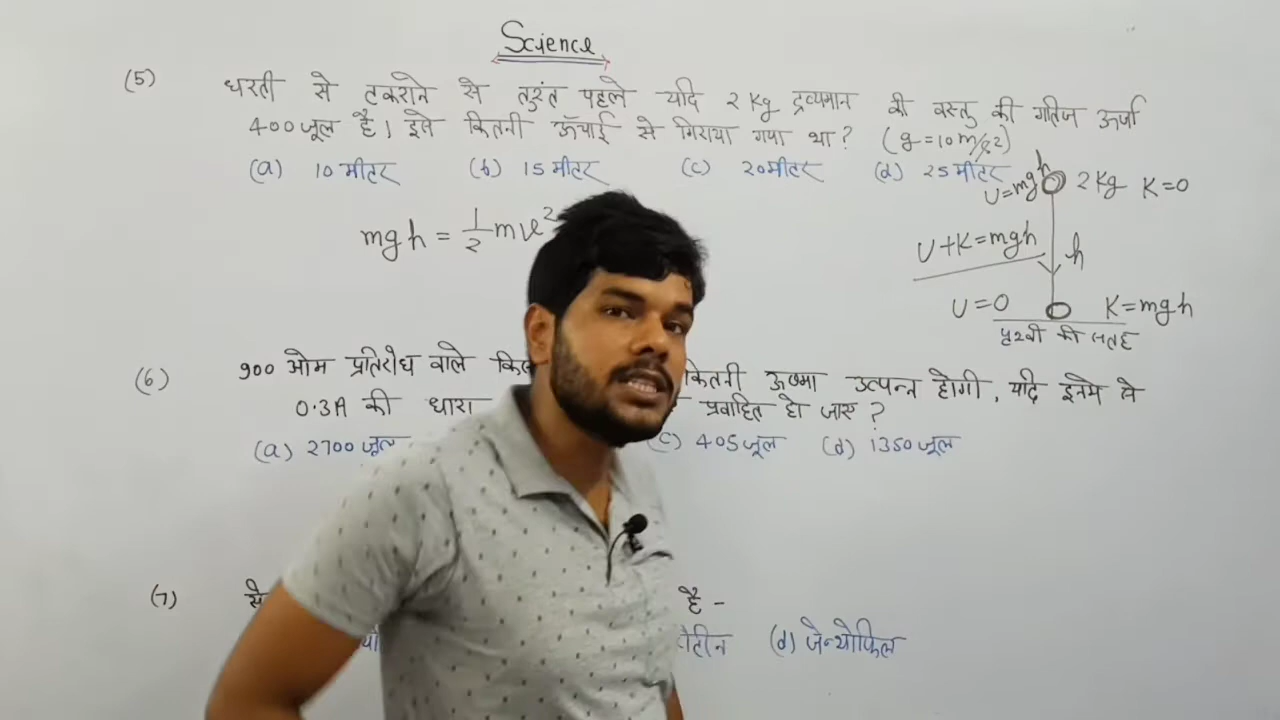 Science
(5) धरती से टकराने से तुरंत पहले यदि 2 Kg द्रव्यमान की वस्तु की गतिज ऊर्जा
400 जूल है। इसे कितनी ऊँचाई से गिराया गया था? (g=10 m/s2)
(a) 10 मीटर (b) 15 मीटर (c) 20 मीटर (d) 25 मीटर
U=mgh 2 Kg K=0
mgh = 1/2 mv2
U+K=mgh h
U=0 K=mgh
पृथ्वी की सतह
(6) 900 ओम प्रतिरोध वाले कितनी ऊष्मा उत्पन्न होगी, यदि इनमे से
0.3A की धारा प्रवाहित हो जाए?
(a) 2700 जूल (c) 405 जूल (d) 1350 जूल
(7) है -
(d) जेन्थोफिल